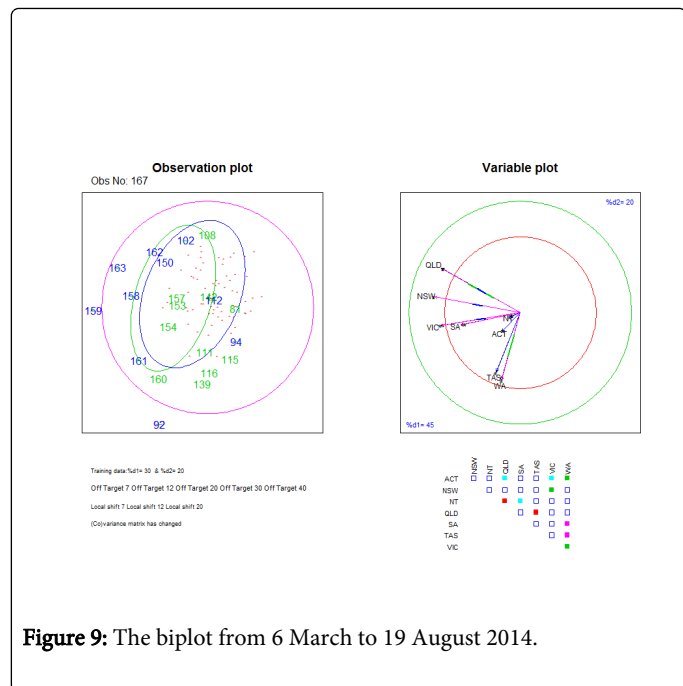 Observation plot
Obs No: 167
102
108
162
150
163
158
157
153
142
159
81
154
94
111
115
161
160
116
139
92
Variable plot
%d2= 20
QLD
NSW
VIC
SA
NT
ACT
TAS
WA
%d1= 45
Training data:%d1= 30 & %d2= 20
Off Target 7 Off Target 12 Off Target 20 Off Target 30 Off Target 40
Local shift 7 Local shift 12 Local shift 20
(Co)variance matrix has changed
NSW
NT
QLD
SA
TAS
VIC
WA
ACT
NSW
NT
QLD
SA
TAS
VIC
Figure 9: The biplot from 6 March to 19 August 2014.